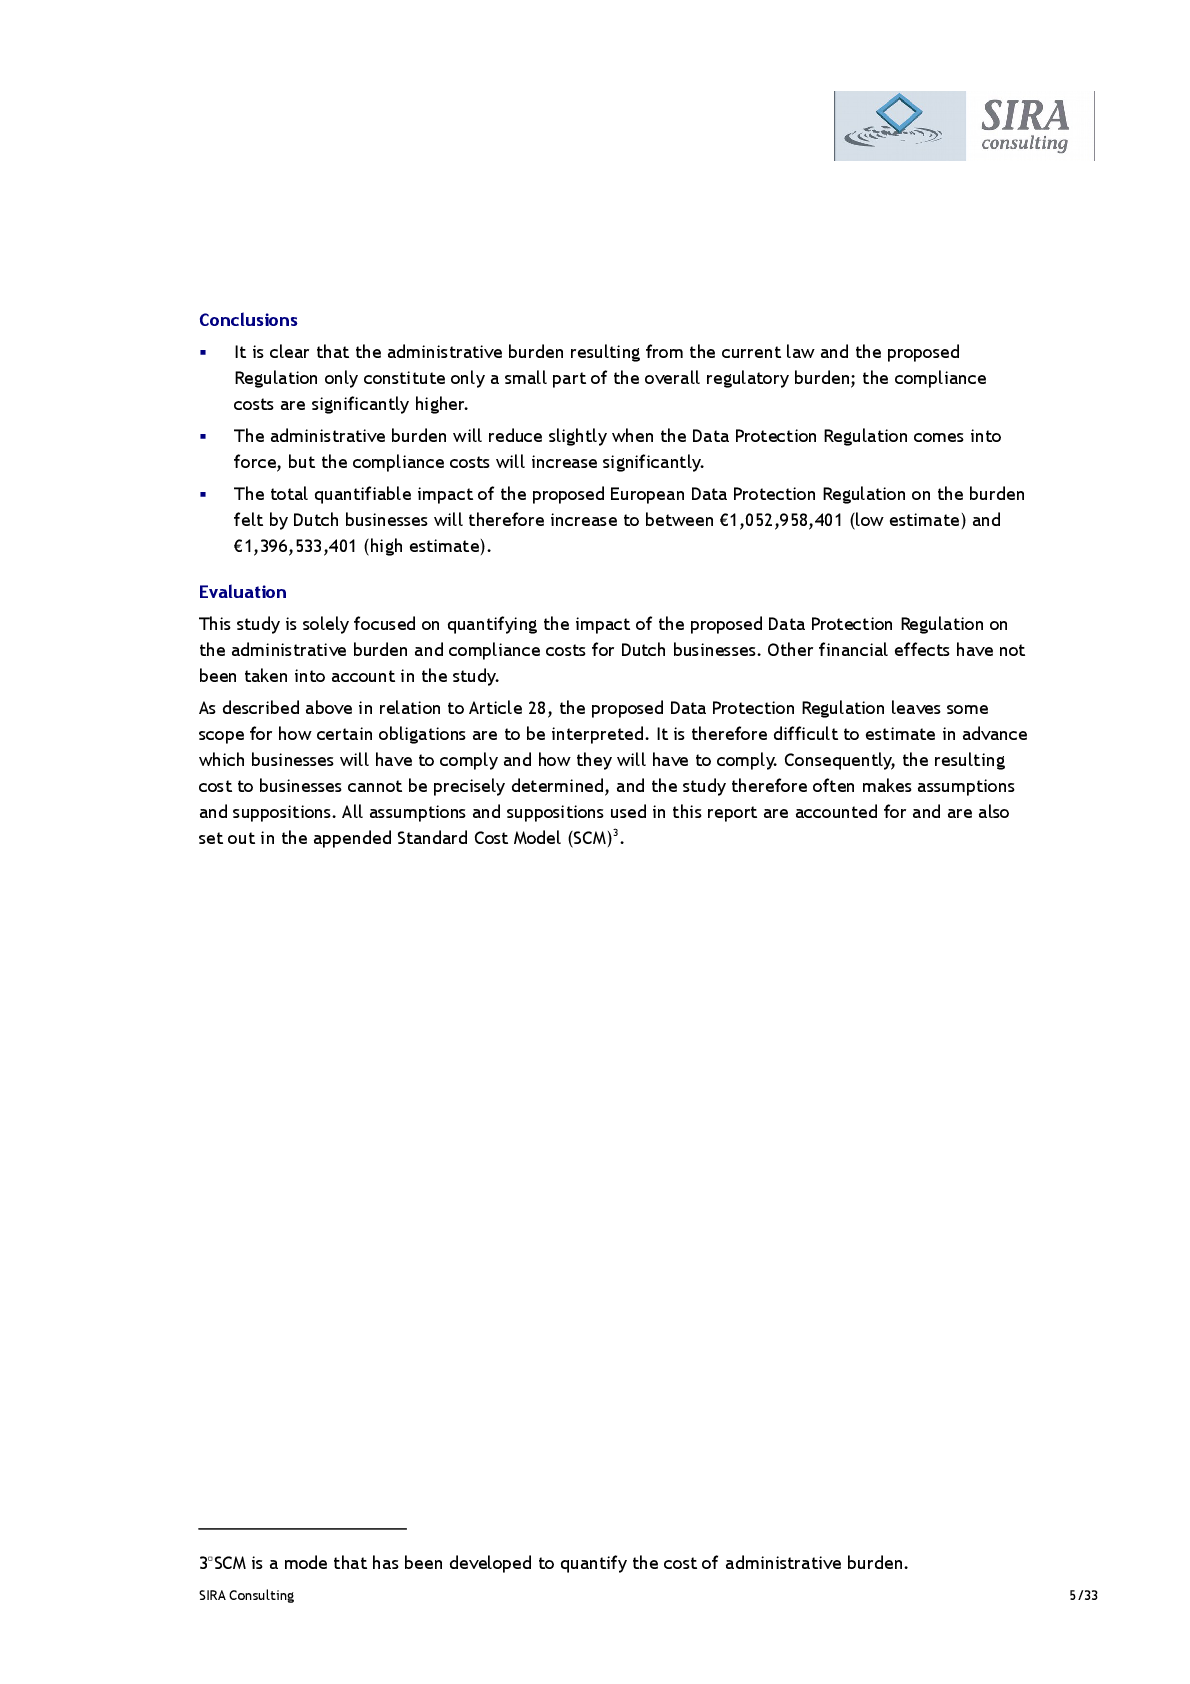 SIRA
consulting
Conclusions
▪ It is clear that the administrative burden resulting from the current law and the proposed
Regulation only constitute only a small part of the overall regulatory burden; the compliance
costs are significantly higher.
▪ The administrative burden will reduce slightly when the Data Protection Regulation comes into
force, but the compliance costs will increase significantly.
▪ The total quantifiable impact of the proposed European Data Protection Regulation on the burden
felt by Dutch businesses will therefore increase to between €1,052,958,401 (low estimate) and
€1,396,533,401 (high estimate).
Evaluation
This study is solely focused on quantifying the impact of the proposed Data Protection Regulation on
the administrative burden and compliance costs for Dutch businesses. Other financial effects have not
been taken into account in the study.
As described above in relation to Article 28, the proposed Data Protection Regulation leaves some
scope for how certain obligations are to be interpreted. It is therefore difficult to estimate in advance
which businesses will have to comply and how they will have to comply. Consequently, the resulting
cost to businesses cannot be precisely determined, and the study therefore often makes assumptions
and suppositions. All assumptions and suppositions used in this report are accounted for and are also
set out in the appended Standard Cost Model (SCM)³.
3 SCM is a mode that has been developed to quantify the cost of administrative burden.
SIRA Consulting 5/33